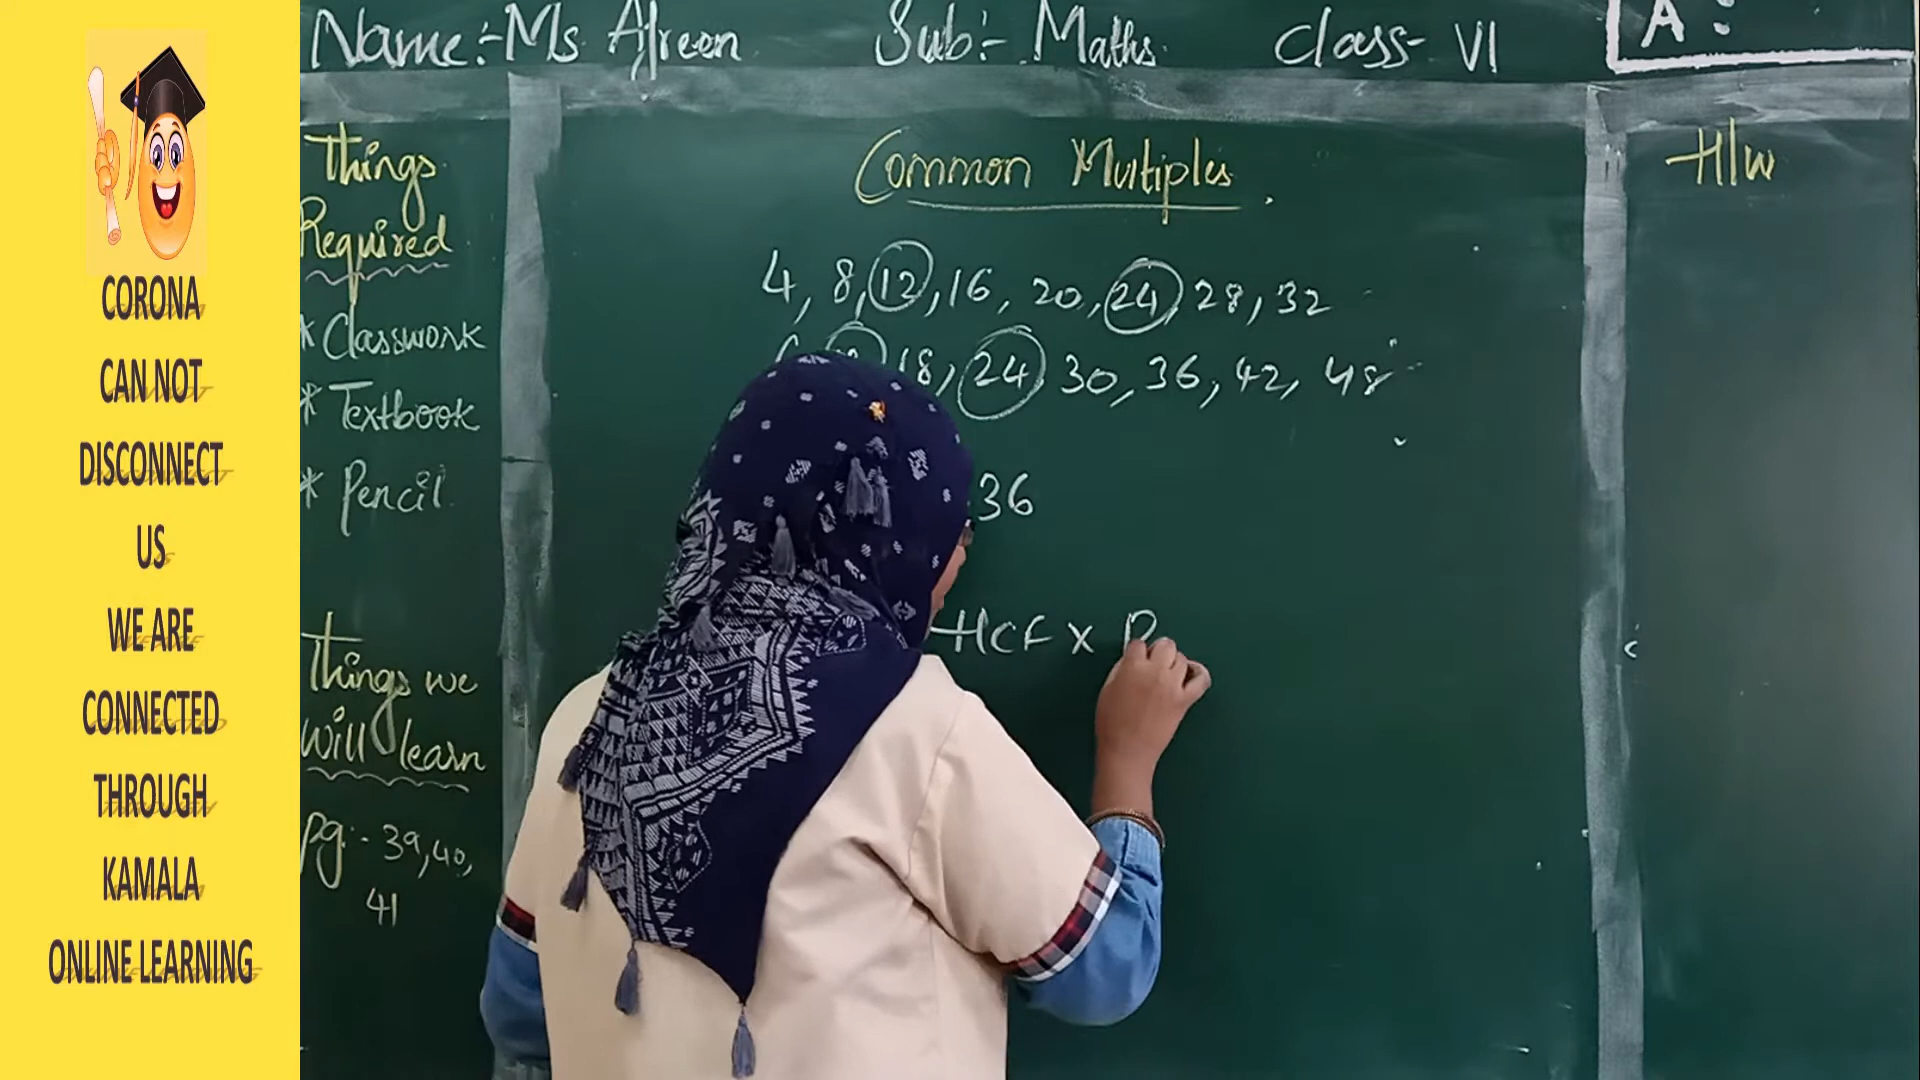 CORONA
CAN NOT
DISCONNECT
US
WE ARE
CONNECTED
THROUGH
KAMALA
ONLINE LEARNING
Name:-Ms Afreen Sub:- Maths. Class- VI
A:
Things
Required
* Classwork
* Textbook
* Pencil
Things we
will learn
Pg:- 39,40,
41
Common Multiples
4, 8, 12, 16, 20, 24, 28, 32
18, 24 30, 36, 42, 48
36
HCF x
H/w